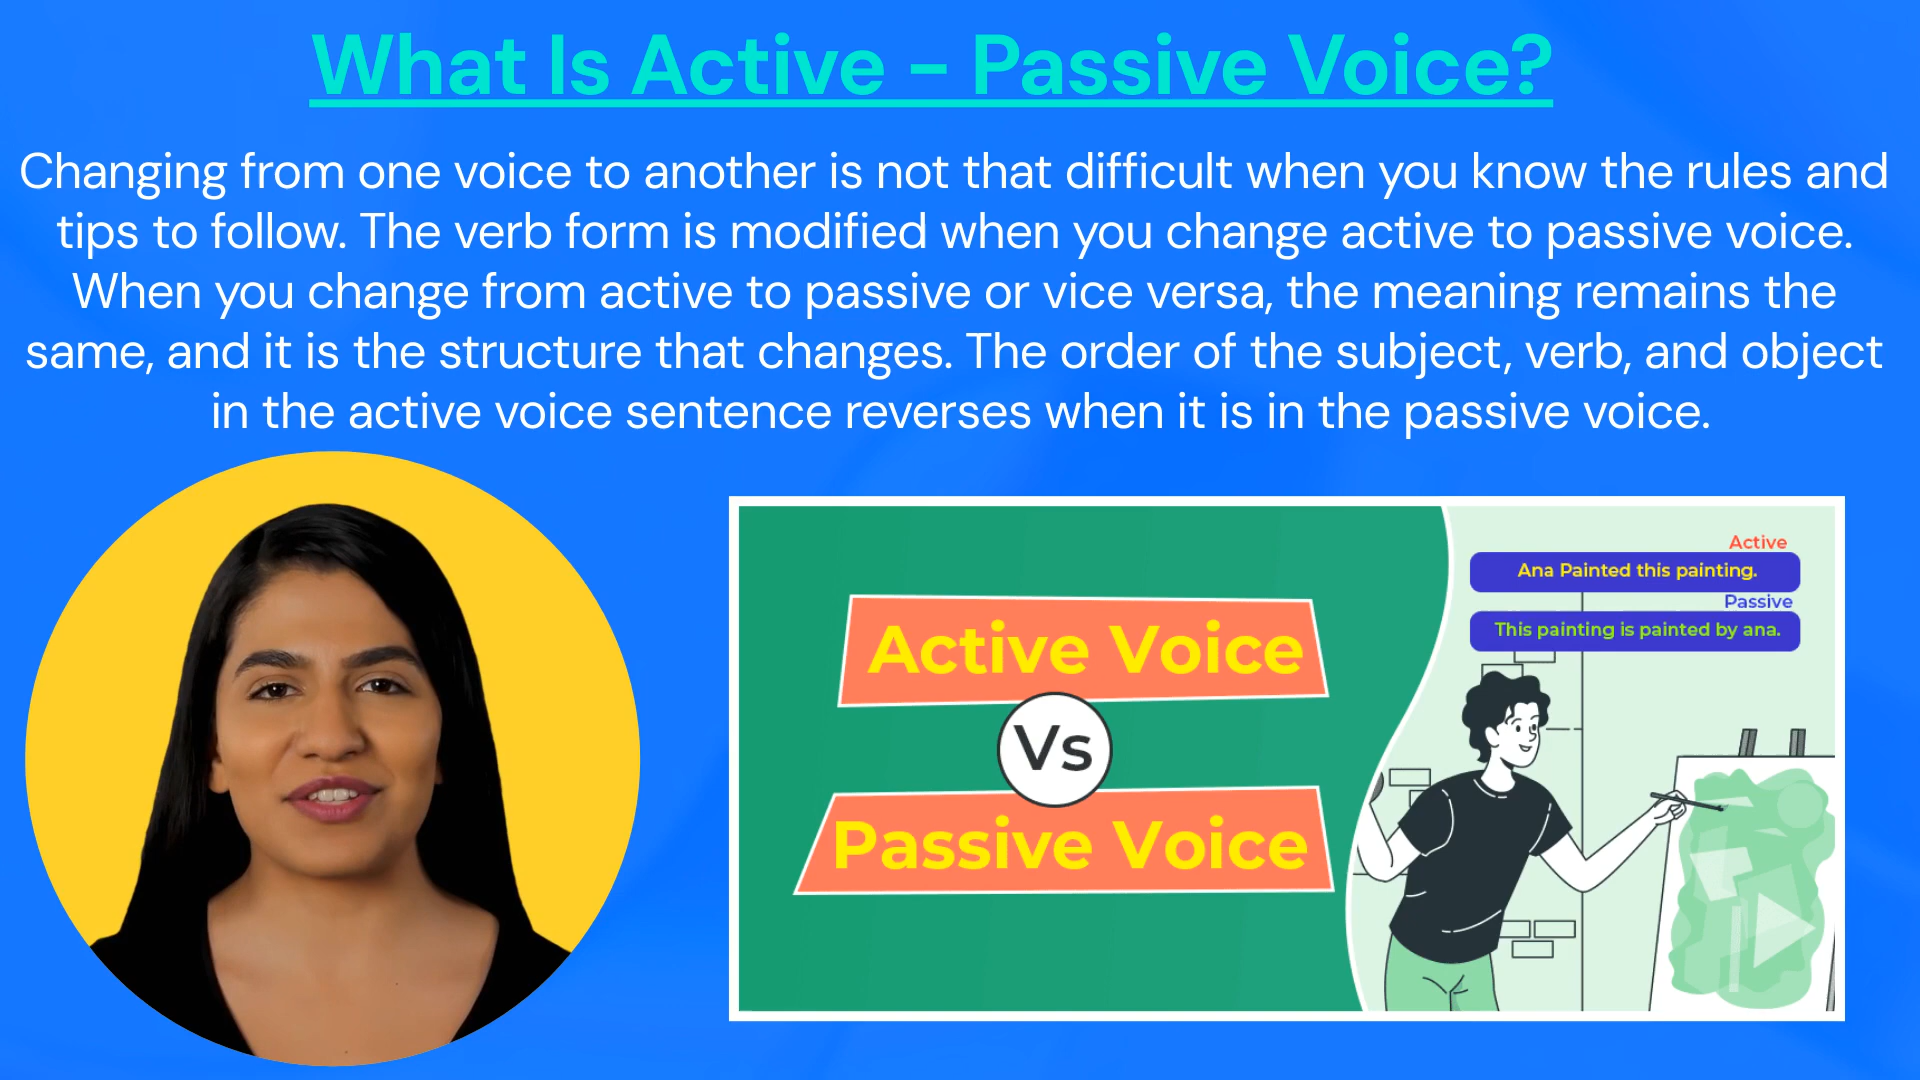 What Is Active - Passive Voice?
Changing from one voice to another is not that difficult when you know the rules and
tips to follow. The verb form is modified when you change active to passive voice.
When you change from active to passive or vice versa, the meaning remains the
same, and it is the structure that changes. The order of the subject, verb, and object
in the active voice sentence reverses when it is in the passive voice.
Active Voice
Vs
Passive Voice
Active
Ana Painted this painting.
Passive
This painting is painted by ana.